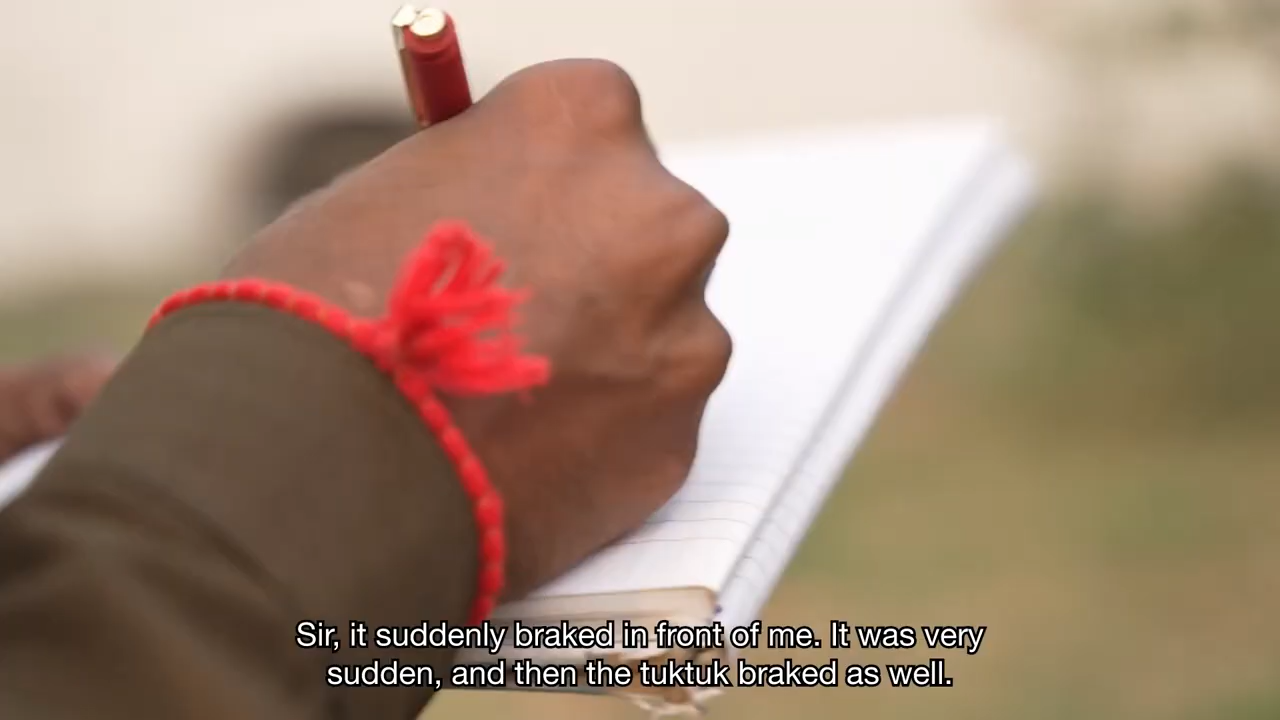 Sir, it suddenly braked in front of me. It was very
sudden, and then the tuktuk braked as well.